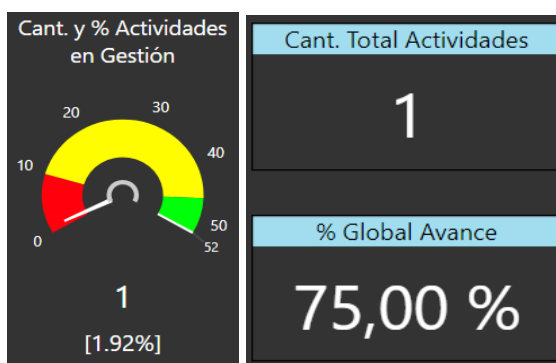 Cant. y % Actividades
en Gestión
0
10
20
30
40
50
52
1
[1.92%]
Cant. Total Actividades
1
% Global Avance
75,00 %